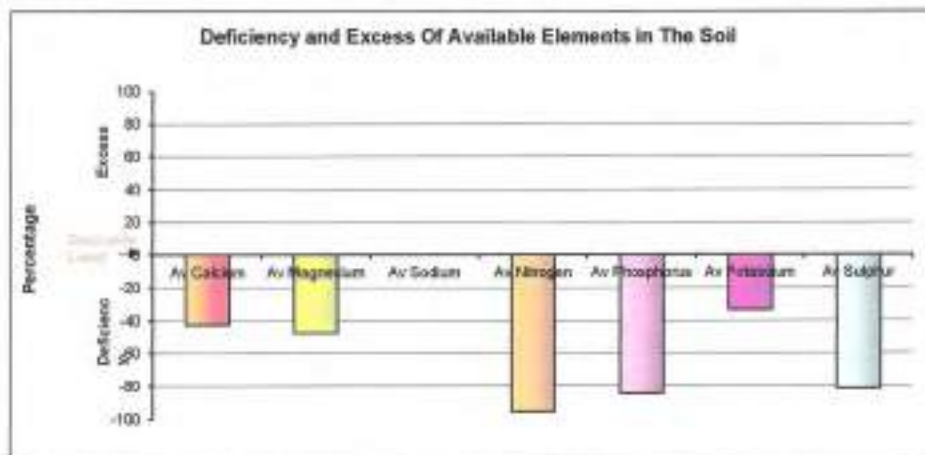 Deficiency and Excess Of Available Elements in The Soil
Percentage
Excess
Deficienc
y
100
80
60
40
20
0
-20
-40
-60
-80
-100
Av Calcium
Av Magnesium
Av Sodium
Av Nitrogen
Av Phosphorus
Av Potassium
Av Sulphur